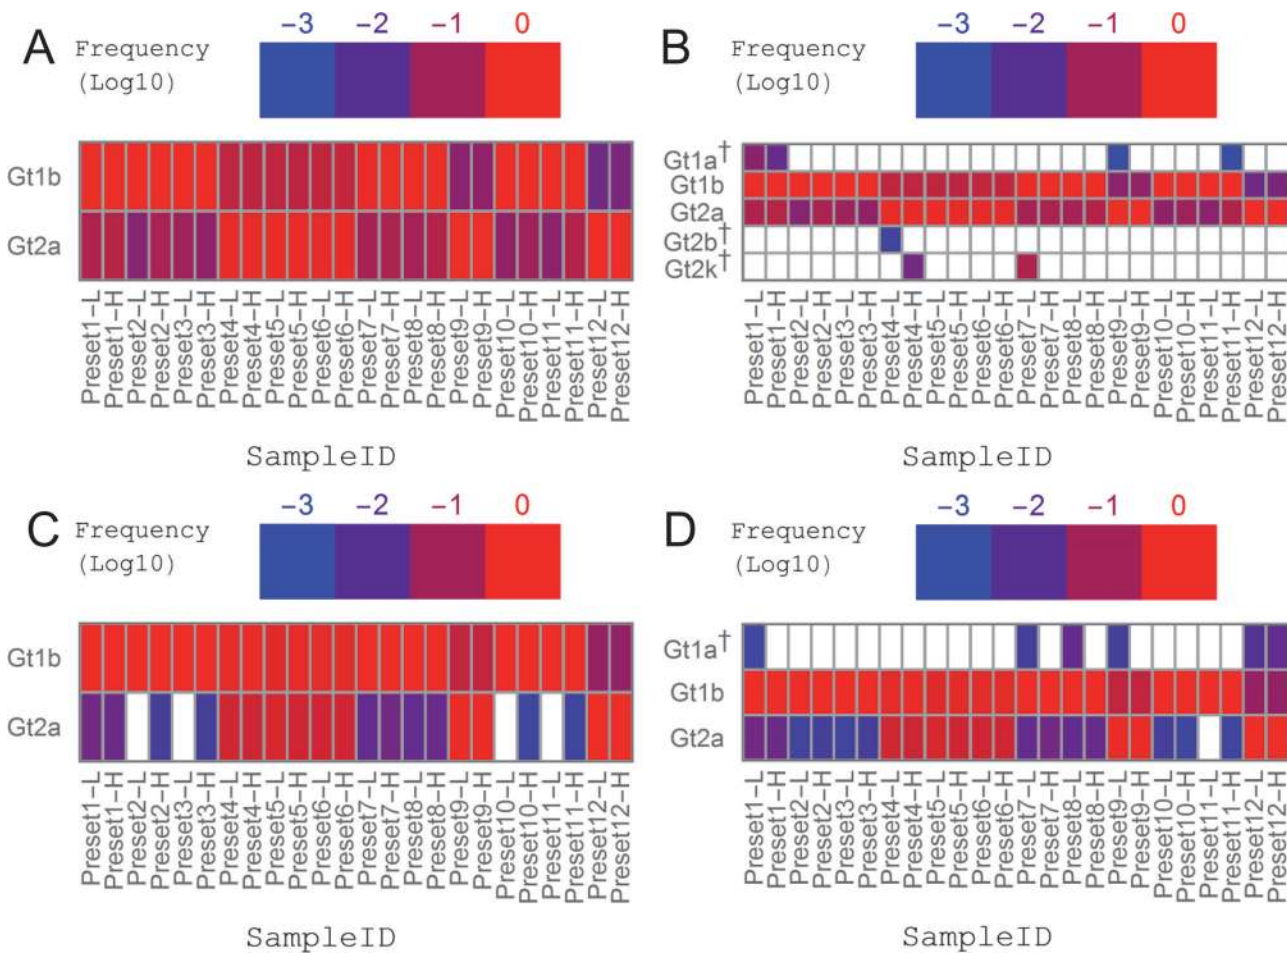 A
Frequency
(Log10)
−3 −2 −1 0
Gt1b
Gt2a
Preset1−L
Preset1−H
Preset2−L
Preset2−H
Preset3−L
Preset3−H
Preset4−L
Preset4−H
Preset5−L
Preset5−H
Preset6−L
Preset6−H
Preset7−L
Preset7−H
Preset8−L
Preset8−H
Preset9−L
Preset9−H
Preset10−L
Preset10−H
Preset11−L
Preset11−H
Preset12−L
Preset12−H
SampleID
B
Frequency
(Log10)
−3 −2 −1 0
Gt1a†
Gt1b
Gt2a
Gt2b†
Gt2k†
Preset1−L
Preset1−H
Preset2−L
Preset2−H
Preset3−L
Preset3−H
Preset4−L
Preset4−H
Preset5−L
Preset5−H
Preset6−L
Preset6−H
Preset7−L
Preset7−H
Preset8−L
Preset8−H
Preset9−L
Preset9−H
Preset10−L
Preset10−H
Preset11−L
Preset11−H
Preset12−L
Preset12−H
SampleID
C
Frequency
(Log10)
−3 −2 −1 0
Gt1b
Gt2a
Preset1−L
Preset1−H
Preset2−L
Preset2−H
Preset3−L
Preset3−H
Preset4−L
Preset4−H
Preset5−L
Preset5−H
Preset6−L
Preset6−H
Preset7−L
Preset7−H
Preset8−L
Preset8−H
Preset9−L
Preset9−H
Preset10−L
Preset10−H
Preset11−L
Preset11−H
Preset12−L
Preset12−H
SampleID
D
Frequency
(Log10)
−3 −2 −1 0
Gt1a†
Gt1b
Gt2a
Preset1−L
Preset1−H
Preset2−L
Preset2−H
Preset3−L
Preset3−H
Preset4−L
Preset4−H
Preset5−L
Preset5−H
Preset6−L
Preset6−H
Preset7−L
Preset7−H
Preset8−L
Preset8−H
Preset9−L
Preset9−H
Preset10−L
Preset10−H
Preset11−L
Preset11−H
Preset12−L
Preset12−H
SampleID